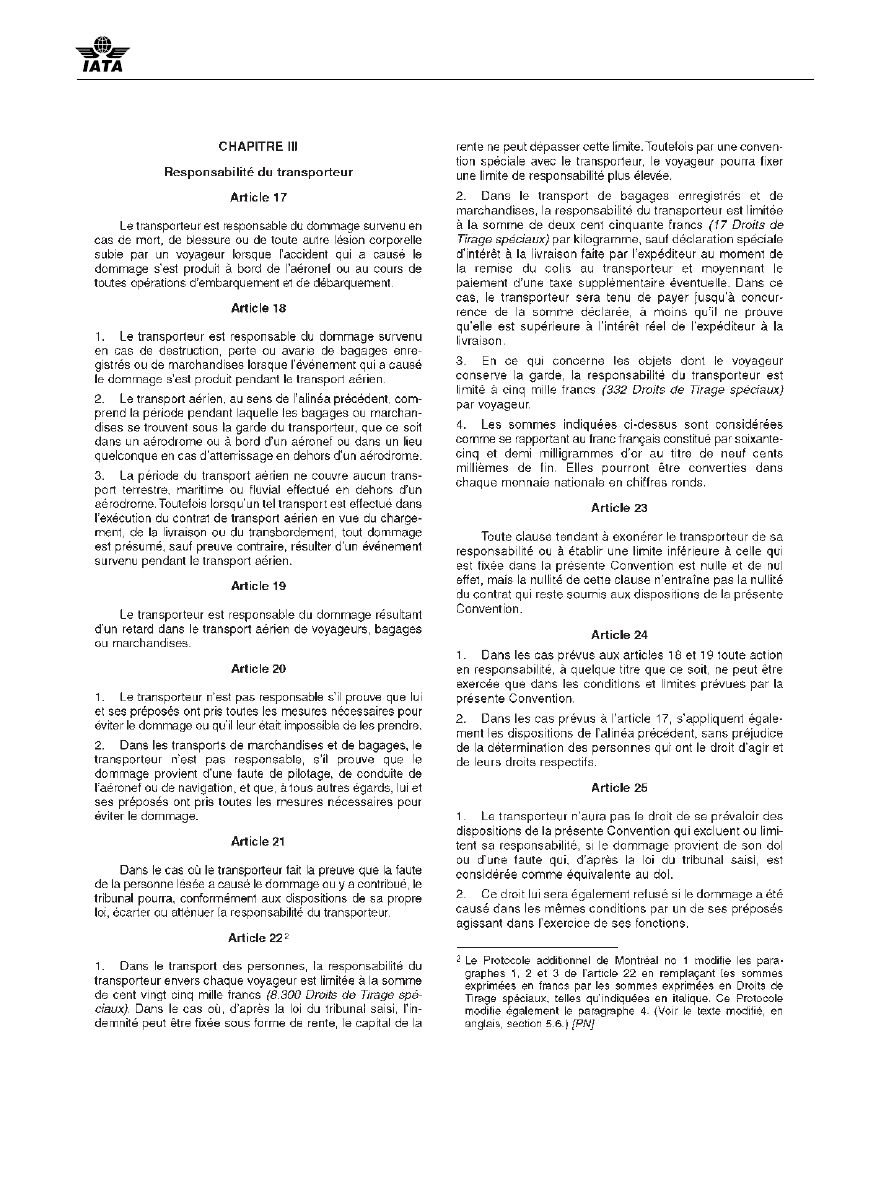 IATA
CHAPITRE III
Responsabilité du transporteur
Article 17
Le transporteur est responsable du dommage survenu en
cas de mort, de blessure ou de toute autre lésion corporelle
subie par un voyageur lorsque l'accident qui a causé le
dommage s'est produit à bord de l'aéronef ou au cours de
toutes opérations d'embarquement et de débarquement.
Article 18
1. Le transporteur est responsable du dommage survenu
en cas de destruction, perte ou avarie de bagages enre-
gistrés ou de marchandises lorsque l'événement qui a causé
le dommage s'est produit pendant le transport aérien.
2. Le transport aérien, au sens de l'alinéa précédent, com-
prend la période pendant laquelle les bagages ou marchan-
dises se trouvent sous la garde du transporteur, que ce soit
dans un aérodrome ou à bord d'un aéronef ou dans un lieu
quelconque en cas d'atterrissage en dehors d'un aérodrome.
3. La période du transport aérien ne couvre aucun trans-
port terrestre, maritime ou fluvial effectué en dehors d'un
aérodrome. Toutefois lorsqu'un tel transport est effectué dans
l'exécution du contrat de transport aérien en vue du charge-
ment, de la livraison ou du transbordement, tout dommage
est présumé, sauf preuve contraire, résulter d'un événement
survenu pendant le transport aérien.
Article 19
Le transporteur est responsable du dommage résultant
d'un retard dans le transport aérien de voyageurs, bagages
ou marchandises.
Article 20
1. Le transporteur n'est pas responsable s'il prouve que lui
et ses préposés ont pris toutes les mesures nécessaires pour
éviter le dommage ou qu'il leur était impossible de les prendre.
2. Dans les transports de marchandises et de bagages, le
transporteur n'est pas responsable, s'il prouve que le
dommage provient d'une faute de pilotage, de conduite de
l'aéronef ou de navigation, et que, à tous autres égards, lui et
ses préposés ont pris toutes les mesures nécessaires pour
éviter le dommage.
Article 21
Dans le cas où le transporteur fait la preuve que la faute
de la personne lésée a causé le dommage ou y a contribué, le
tribunal pourra, conformément aux dispositions de sa propre
loi, écarter ou atténuer la responsabilité du transporteur.
Article 22 2
1. Dans le transport des personnes, la responsabilité du
transporteur envers chaque voyageur est limitée à la somme
de cent vingt cinq mille francs (8.300 Droits de Tirage spé-
ciaux). Dans le cas où, d'après la loi du tribunal saisi, l'in-
demnité peut être fixée sous forme de rente, le capital de la
rente ne peut dépasser cette limite. Toutefois par une conven-
tion spéciale avec le transporteur, le voyageur pourra fixer
une limite de responsabilité plus élevée.
2. Dans le transport de bagages enregistrés et de
marchandises, la responsabilité du transporteur est limitée
à la somme de deux cent cinquante francs (17 Droits de
Tirage spéciaux) par kilogramme, sauf déclaration spéciale
d'intérêt à la livraison faite par l'expéditeur au moment de
la remise du colis au transporteur et moyennant le
paiement d'une taxe supplémentaire éventuelle. Dans ce
cas, le transporteur sera tenu de payer jusqu'à concur-
rence de la somme déclarée, à moins qu'il ne prouve
qu'elle est supérieure à l'intérêt réel de l'expéditeur à la
livraison.
3. En ce qui concerne les objets dont le voyageur
conserve la garde, la responsabilité du transporteur est
limité à cinq mille francs (332 Droits de Tirage spéciaux)
par voyageur.
4. Les sommes indiquées ci-dessus sont considérées
comme se rapportant au franc français constitué par soixante-
cinq et demi milligrammes d'or au titre de neuf cents
millièmes de fin. Elles pourront être converties dans
chaque monnaie nationale en chiffres ronds.
Article 23
Toute clause tendant à exonérer le transporteur de sa
responsabilité ou à établir une limite inférieure à celle qui
est fixée dans la présente Convention est nulle et de nul
effet, mais la nullité de cette clause n'entraîne pas la nullité
du contrat qui reste soumis aux dispositions de la présente
Convention.
Article 24
1. Dans les cas prévus aux articles 18 et 19 toute action
en responsabilité, à quelque titre que ce soit, ne peut être
exercée que dans les conditions et limites prévues par la
présente Convention.
2. Dans les cas prévus à l'article 17, s'appliquent égale-
ment les dispositions de l'alinéa précédent, sans préjudice
de la détermination des personnes qui ont le droit d'agir et
de leurs droits respectifs.
Article 25
1. Le transporteur n'aura pas le droit de se prévaloir des
dispositions de la présente Convention qui excluent ou limi-
tent sa responsabilité, si le dommage provient de son dol
ou d'une faute qui, d'après la loi du tribunal saisi, est
considérée comme équivalente au dol.
2. Ce droit lui sera également refusé si le dommage a été
causé dans les mêmes conditions par un de ses préposés
agissant dans l'exercice de ses fonctions.
2 Le Protocole additionnel de Montréal no 1 modifie les para-
graphes 1, 2 et 3 de l'article 22 en remplaçant les sommes
exprimées en francs par les sommes exprimées en Droits de
Tirage spéciaux, telles qu'indiquées en italique. Ce Protocole
modifie également le paragraphe 4. (Voir le texte modifié, en
anglais, section 5.6.) [PN]